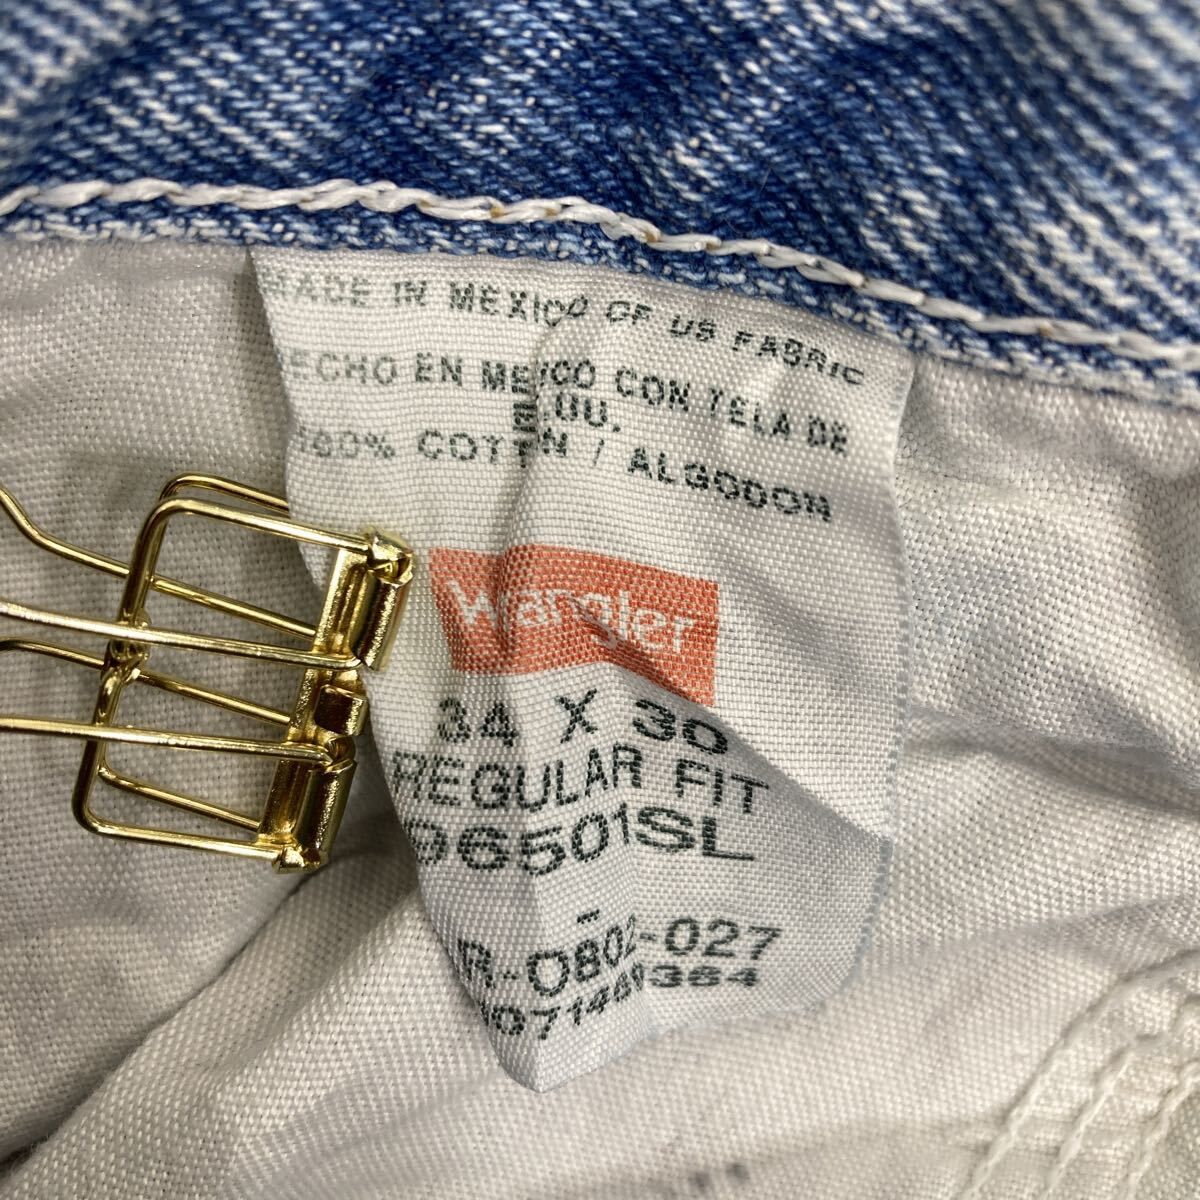 MADE IN MEXICO OF US FABRIC
HECHO EN MEXICO CON TELA DE
EE.UU.
100% COTTON / ALGODON
Wrangler
34 X 30
REGULAR FIT
96501SL
-
027